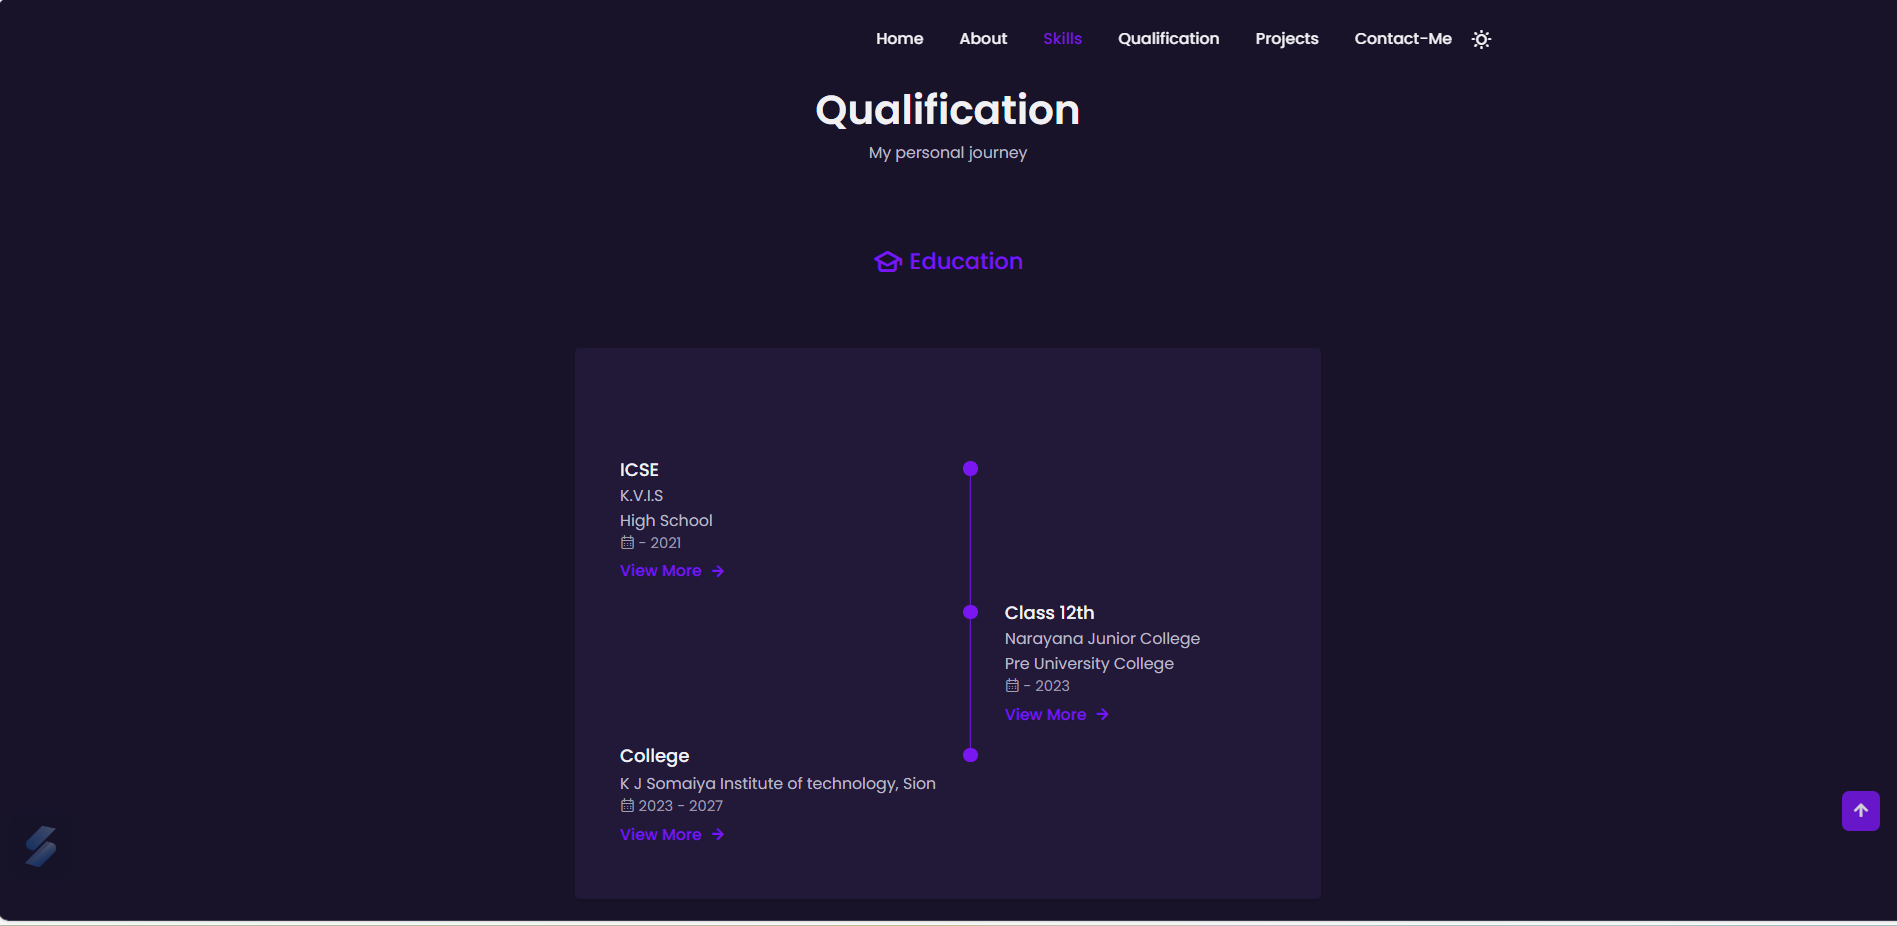 Home About Skills Qualification Projects Contact-Me
Qualification
My personal journey
Education
ICSE
K.V.I.S
High School
- 2021
View More →
Class 12th
Narayana Junior College
Pre University College
- 2023
View More →
College
K J Somaiya Institute of technology, Sion
2023 - 2027
View More →